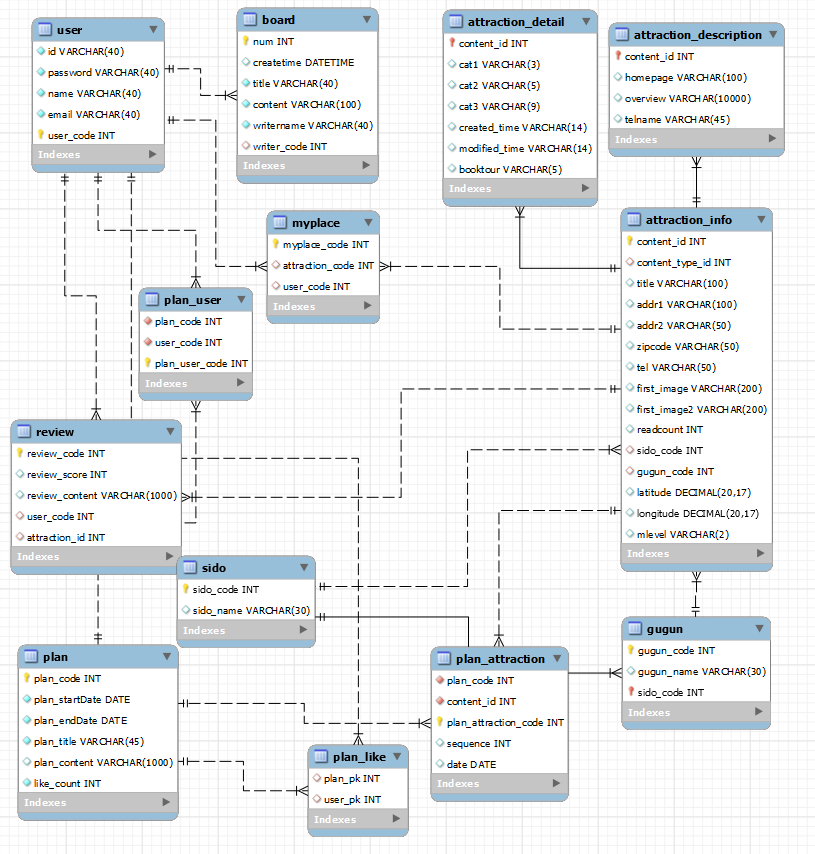 user
id VARCHAR(40)
password VARCHAR(40)
name VARCHAR(40)
email VARCHAR(40)
user_code INT
Indexes
board
num INT
createtime DATETIME
title VARCHAR(40)
content VARCHAR(100)
writername VARCHAR(40)
writer_code INT
Indexes
attraction_detail
content_id INT
cat1 VARCHAR(3)
cat2 VARCHAR(5)
cat3 VARCHAR(9)
created_time VARCHAR(14)
modified_time VARCHAR(14)
booktour VARCHAR(5)
Indexes
attraction_description
content_id INT
homepage VARCHAR(100)
overview VARCHAR(10000)
telname VARCHAR(45)
Indexes
myplace
myplace_code INT
attraction_code INT
user_code INT
Indexes
attraction_info
content_id INT
content_type_id INT
title VARCHAR(100)
addr1 VARCHAR(100)
addr2 VARCHAR(50)
zipcode VARCHAR(50)
tel VARCHAR(50)
first_image VARCHAR(200)
first_image2 VARCHAR(200)
readcount INT
sido_code INT
gugun_code INT
latitude DECIMAL(20,17)
longitude DECIMAL(20,17)
mlevel VARCHAR(2)
Indexes
plan_user
plan_code INT
user_code INT
plan_user_code INT
Indexes
review
review_code INT
review_score INT
review_content VARCHAR(1000)
user_code INT
attraction_id INT
Indexes
sido
sido_code INT
sido_name VARCHAR(30)
Indexes
gugun
gugun_code INT
gugun_name VARCHAR(30)
sido_code INT
Indexes
plan
plan_code INT
plan_startDate DATE
plan_endDate DATE
plan_title VARCHAR(45)
plan_content VARCHAR(1000)
like_count INT
Indexes
plan_attraction
plan_code INT
content_id INT
plan_attraction_code INT
sequence INT
date DATE
Indexes
plan_like
plan_pk INT
user_pk INT
Indexes